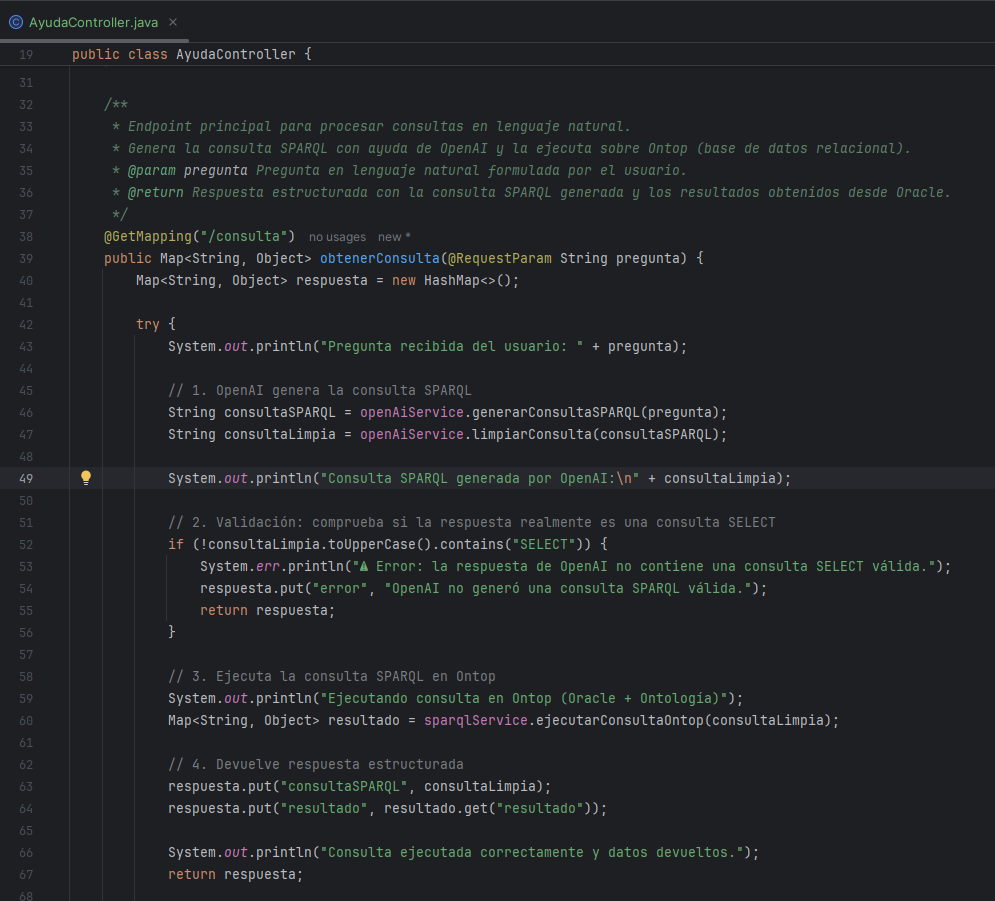 AyudaController.java
19 public class AyudaController {
31
32 /**
33 * Endpoint principal para procesar consultas en lenguaje natural.
34 * Genera la consulta SPARQL con ayuda de OpenAI y la ejecuta sobre Ontop (base de datos relacional).
35 * @param pregunta Pregunta en lenguaje natural formulada por el usuario.
36 * @return Respuesta estructurada con la consulta SPARQL generada y los resultados obtenidos desde Oracle.
37 */
38 @GetMapping("/consulta") no usages new *
39 public Map<String, Object> obtenerConsulta(@RequestParam String pregunta) {
40 Map<String, Object> respuesta = new HashMap<>();
41
42 try {
43 System.out.println("Pregunta recibida del usuario: " + pregunta);
44
45 // 1. OpenAI genera la consulta SPARQL
46 String consultaSPARQL = openAiService.generarConsultaSPARQL(pregunta);
47 String consultaLimpia = openAiService.limpiarConsulta(consultaSPARQL);
48
49 System.out.println("Consulta SPARQL generada por OpenAI:\n" + consultaLimpia);
50
51 // 2. Validación: comprueba si la respuesta realmente es una consulta SELECT
52 if (!consultaLimpia.toUpperCase().contains("SELECT")) {
53 System.err.println("⚠ Error: la respuesta de OpenAI no contiene una consulta SELECT válida.");
54 respuesta.put("error", "OpenAI no generó una consulta SPARQL válida.");
55 return respuesta;
56 }
57
58 // 3. Ejecuta la consulta SPARQL en Ontop
59 System.out.println("Ejecutando consulta en Ontop (Oracle + Ontología)");
60 Map<String, Object> resultado = sparqlService.ejecutarConsultaOntop(consultaLimpia);
61
62 // 4. Devuelve respuesta estructurada
63 respuesta.put("consultaSPARQL", consultaLimpia);
64 respuesta.put("resultado", resultado.get("resultado"));
65
66 System.out.println("Consulta ejecutada correctamente y datos devueltos.");
67 return respuesta;
68